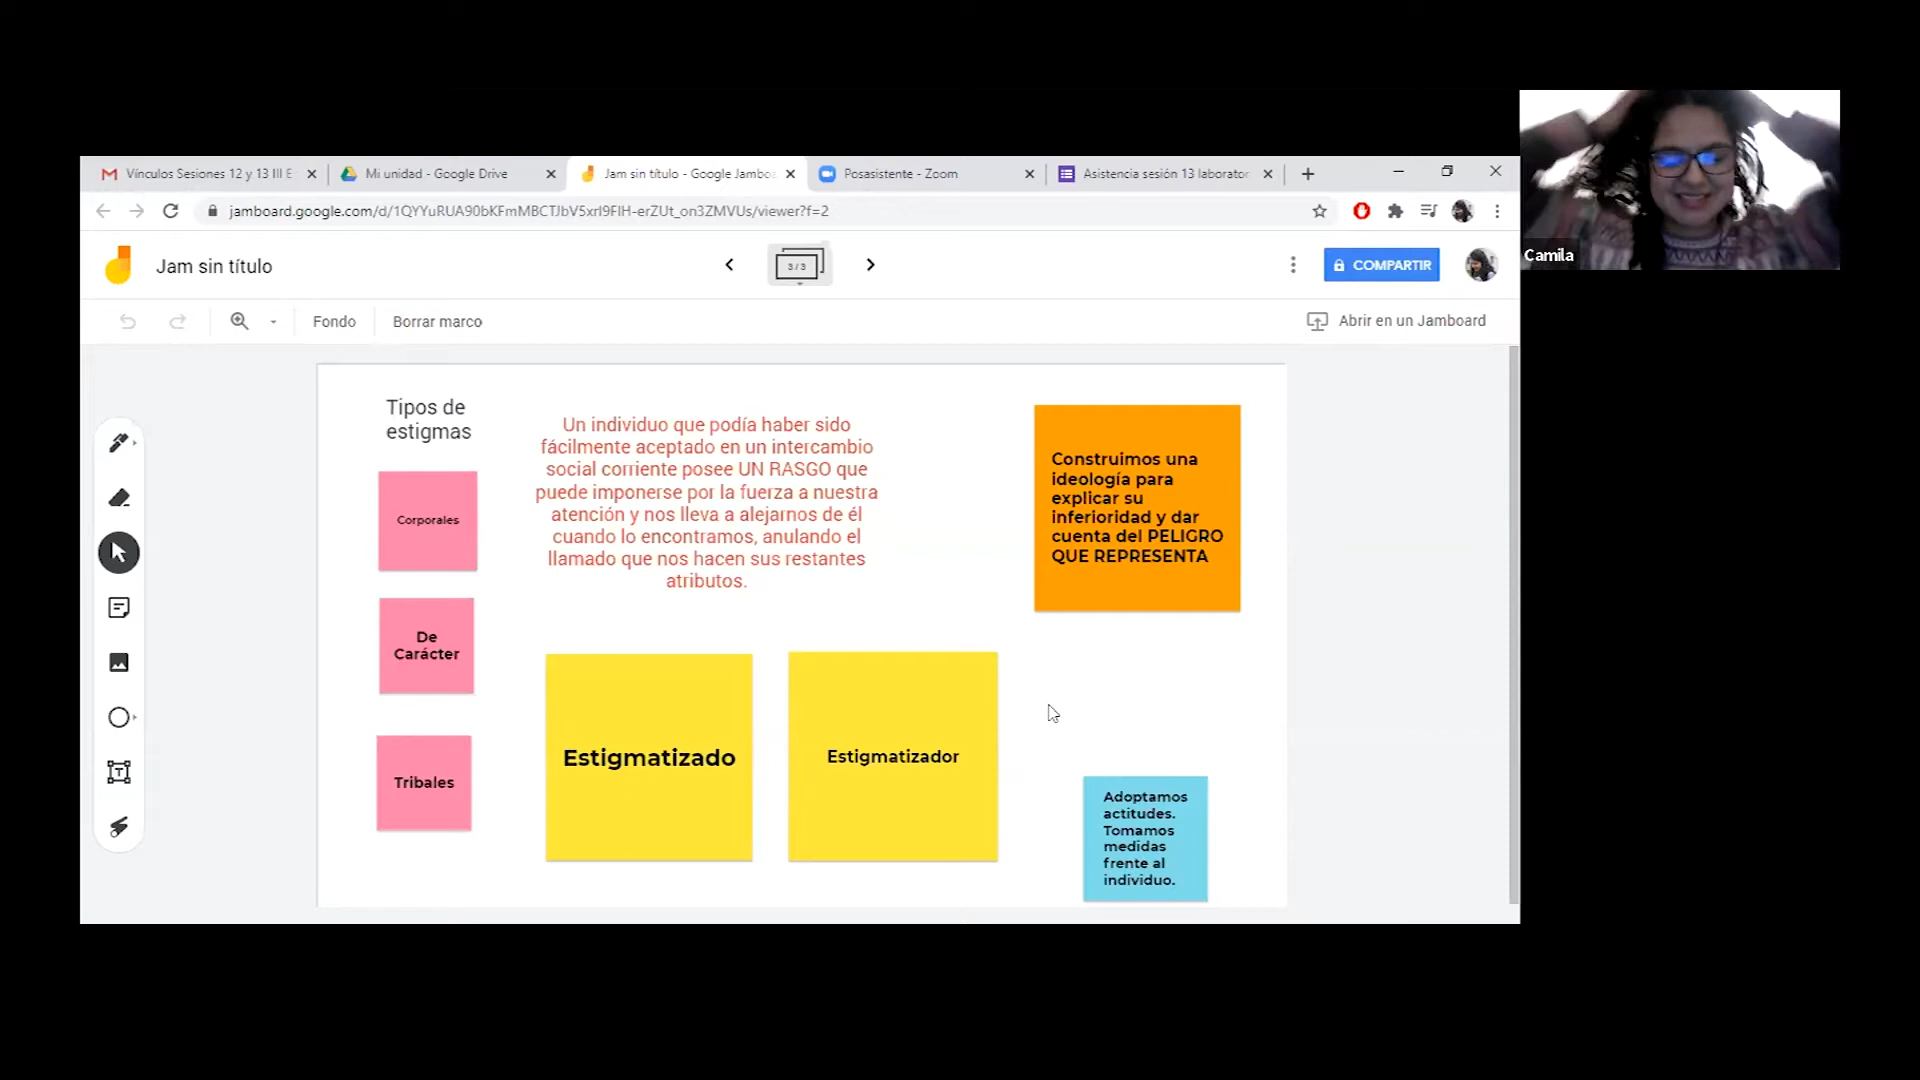 Vínculos Sesiones 12 y 13 III E
Mi unidad - Google Drive
Jam sin título - Google Jamboa
Posasistente - Zoom
Asistencia sesión 13 laborator
jamboard.google.com/d/1QYYuRUA90bKFmMBCTJbV5xrI9FIH-erZUt_on3ZMVUs/viewer?f=2
Jam sin título
3 / 3
COMPARTIR
Camila
Fondo
Borrar marco
Abrir en un Jamboard
Tipos de
estigmas
Corporales
De
Carácter
Tribales
Un individuo que podía haber sido
fácilmente aceptado en un intercambio
social corriente posee UN RASGO que
puede imponerse por la fuerza a nuestra
atención y nos lleva a alejarnos de él
cuando lo encontramos, anulando el
llamado que nos hacen sus restantes
atributos.
Estigmatizado
Estigmatizador
Construimos una
ideología para
explicar su
inferioridad y dar
cuenta del PELIGRO
QUE REPRESENTA
Adoptamos
actitudes.
Tomamos
medidas
frente al
individuo.